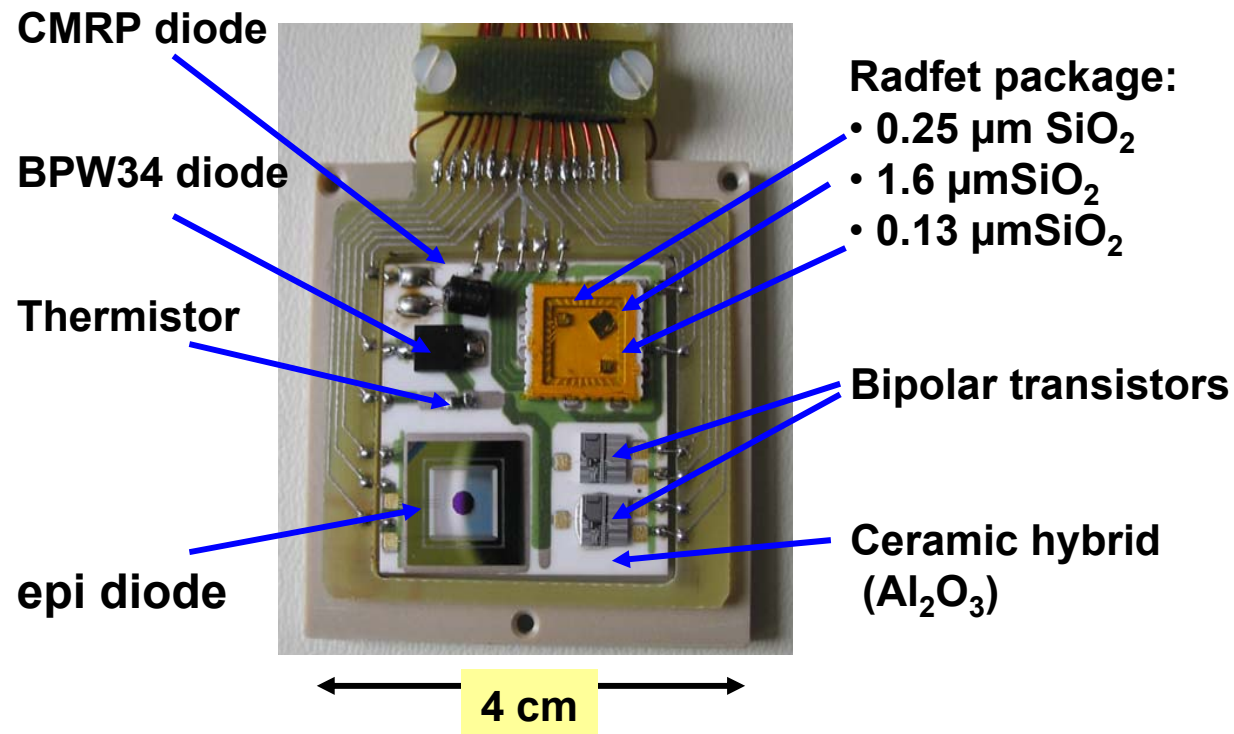 CMRP diode
BPW34 diode
Thermistor
epi diode
Radfet package:
• 0.25 µm SiO₂
• 1.6 µmSiO₂
• 0.13 µmSiO₂
Bipolar transistors
Ceramic hybrid
(Al₂O₃)
4 cm